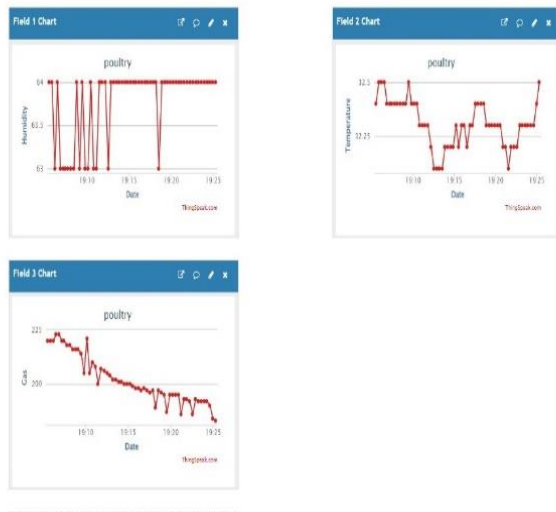 Field 1 Chart
poultry
64
63.5
63
Humidity
19:10 19:15 19:20 19:25
Date
ThingSpeak.com
Field 2 Chart
poultry
32.5
32.25
Temperature
19:10 19:15 19:20 19:25
Date
ThingSpeak.com
Field 3 Chart
poultry
225
200
Gas
19:10 19:15 19:20 19:25
Date
ThingSpeak.com